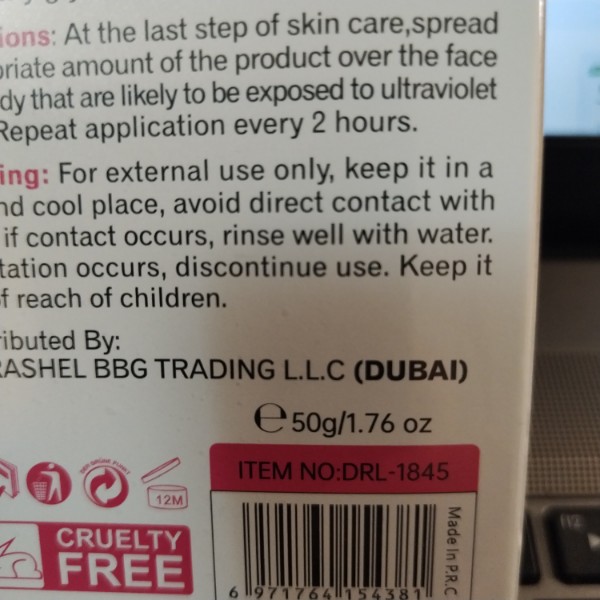 ions: At the last step of skin care,spread
oriate amount of the product over the face
dy that are likely to be exposed to ultraviolet
Repeat application every 2 hours.
ing: For external use only, keep it in a
nd cool place, avoid direct contact with
if contact occurs, rinse well with water.
tation occurs, discontinue use. Keep it
f reach of children.
ributed By:
RASHEL BBG TRADING L.L.C (DUBAI)
℮ 50g/1.76 oz
ITEM NO:DRL-1845
12M
CRUELTY
FREE
Made In P.R.C
6 971764 154381